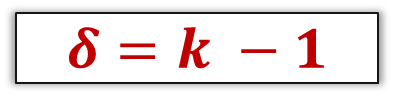 δ = k − 1